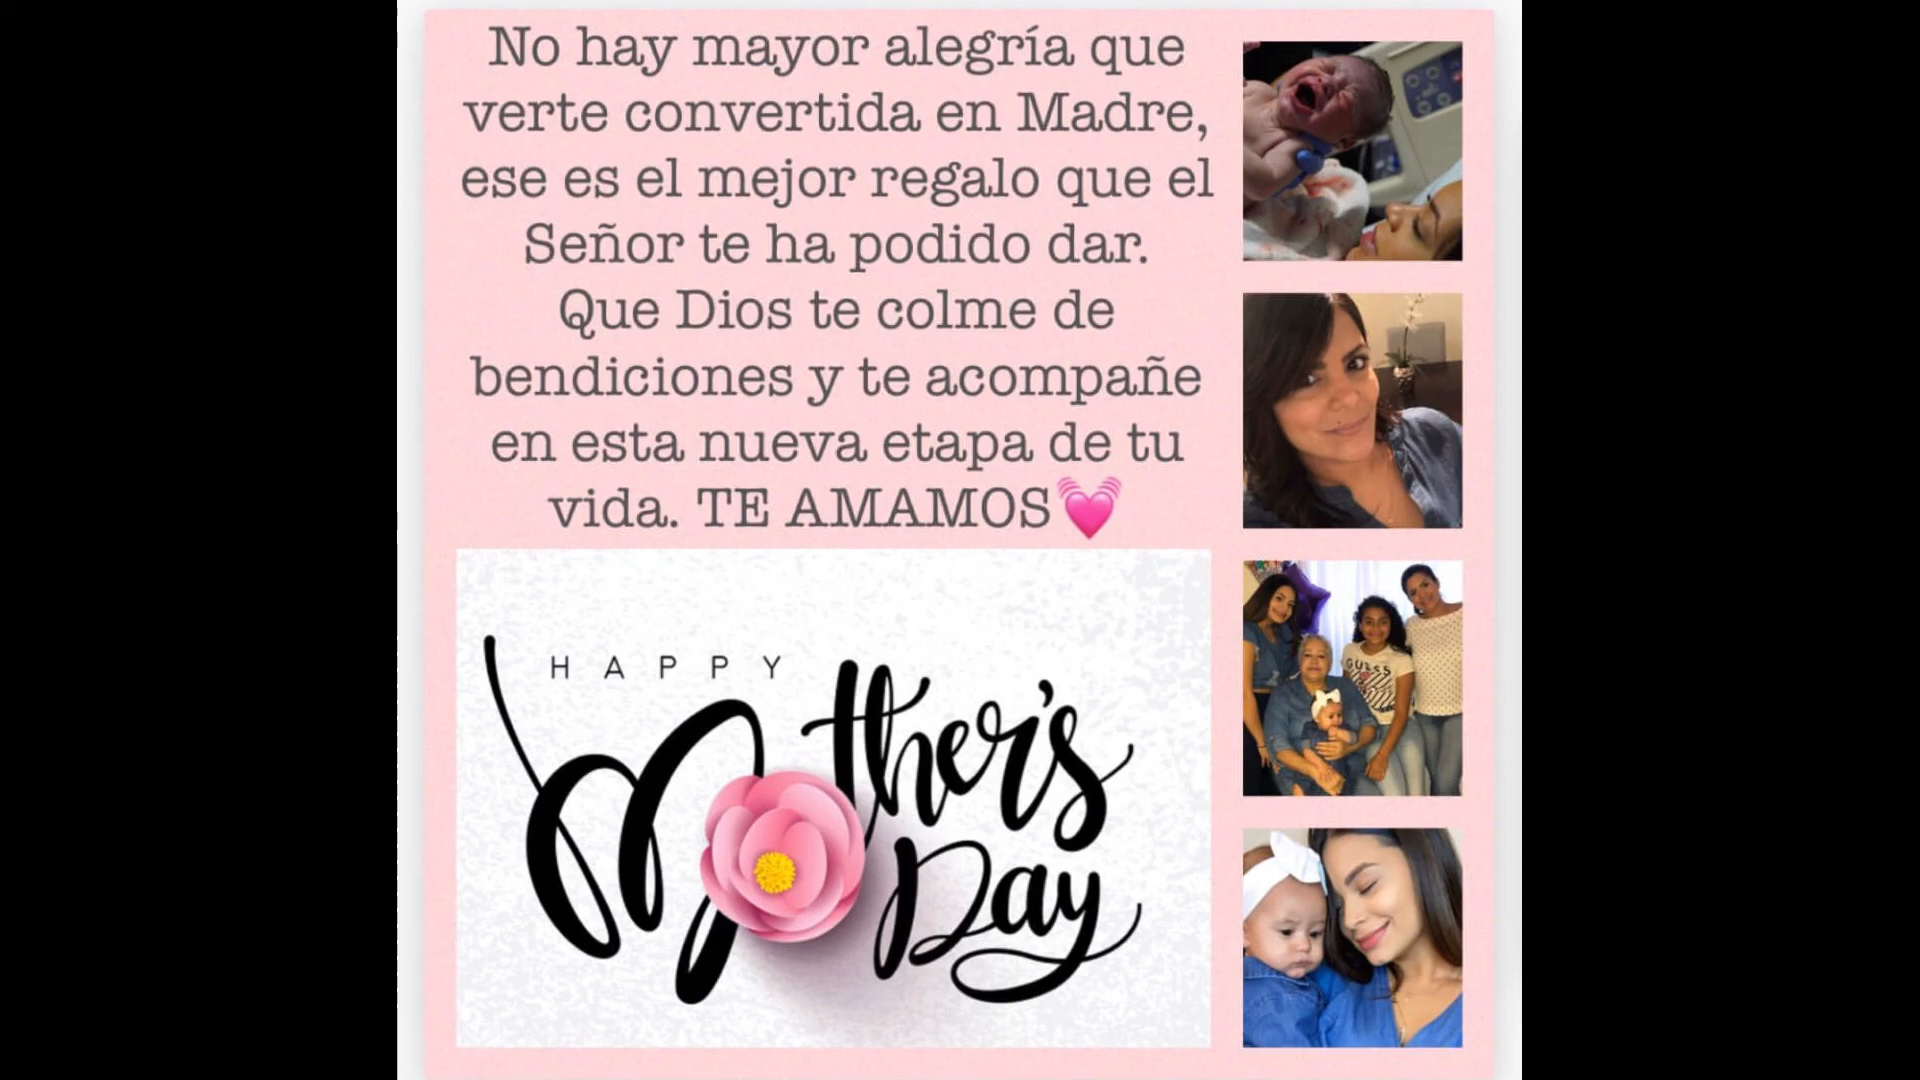 No hay mayor alegría que
verte convertida en Madre,
ese es el mejor regalo que el
Señor te ha podido dar.
Que Dios te colme de
bendiciones y te acompañe
en esta nueva etapa de tu
vida. TE AMAMOS💓
HAPPY
Mother's
Day
GUESS